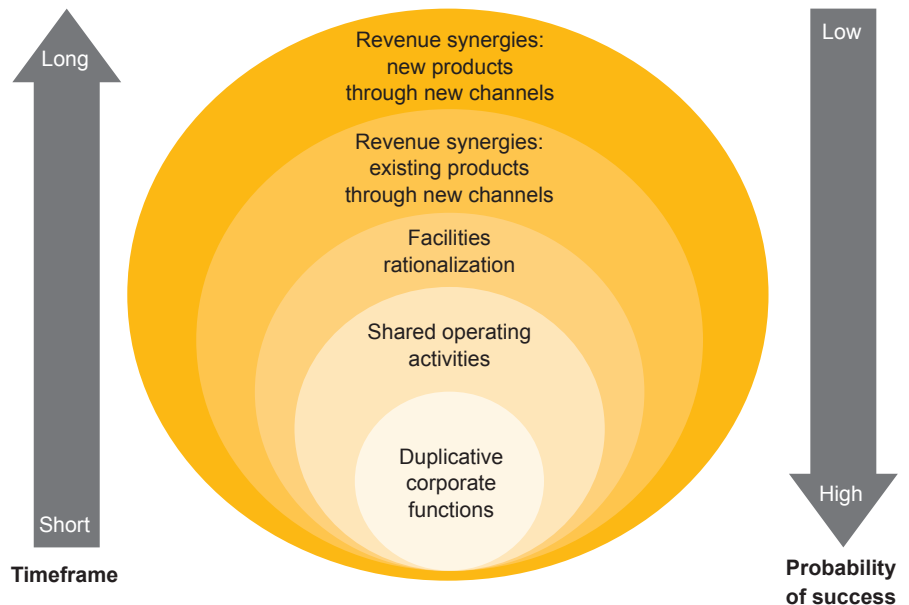 Long
Short
Timeframe
Revenue synergies:
new products
through new channels
Revenue synergies:
existing products
through new channels
Facilities
rationalization
Shared operating
activities
Duplicative
corporate
functions
Low
High
Probability
of success